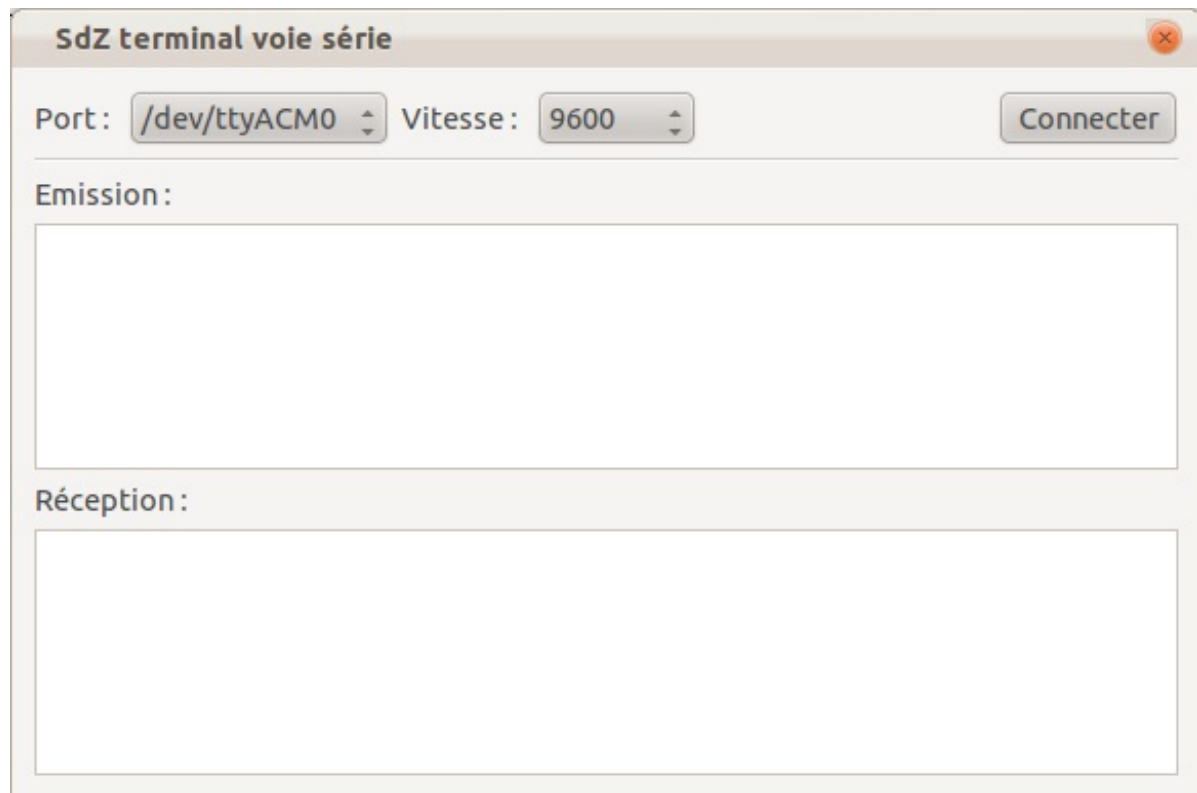 SdZ terminal voie série
Port : /dev/ttyACM0 Vitesse : 9600 Connecter
Emission :
Réception :